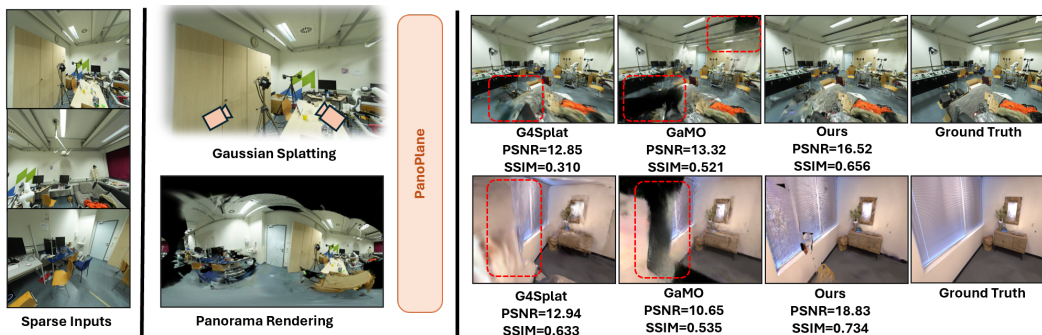 Sparse Inputs
Gaussian Splatting
Panorama Rendering
PanoPlane
G4Splat
PSNR=12.85
SSIM=0.310
GaMO
PSNR=13.32
SSIM=0.521
Ours
PSNR=16.52
SSIM=0.656
Ground Truth
G4Splat
PSNR=12.94
SSIM=0.633
GaMO
PSNR=10.65
SSIM=0.535
Ours
PSNR=18.83
SSIM=0.734
Ground Truth